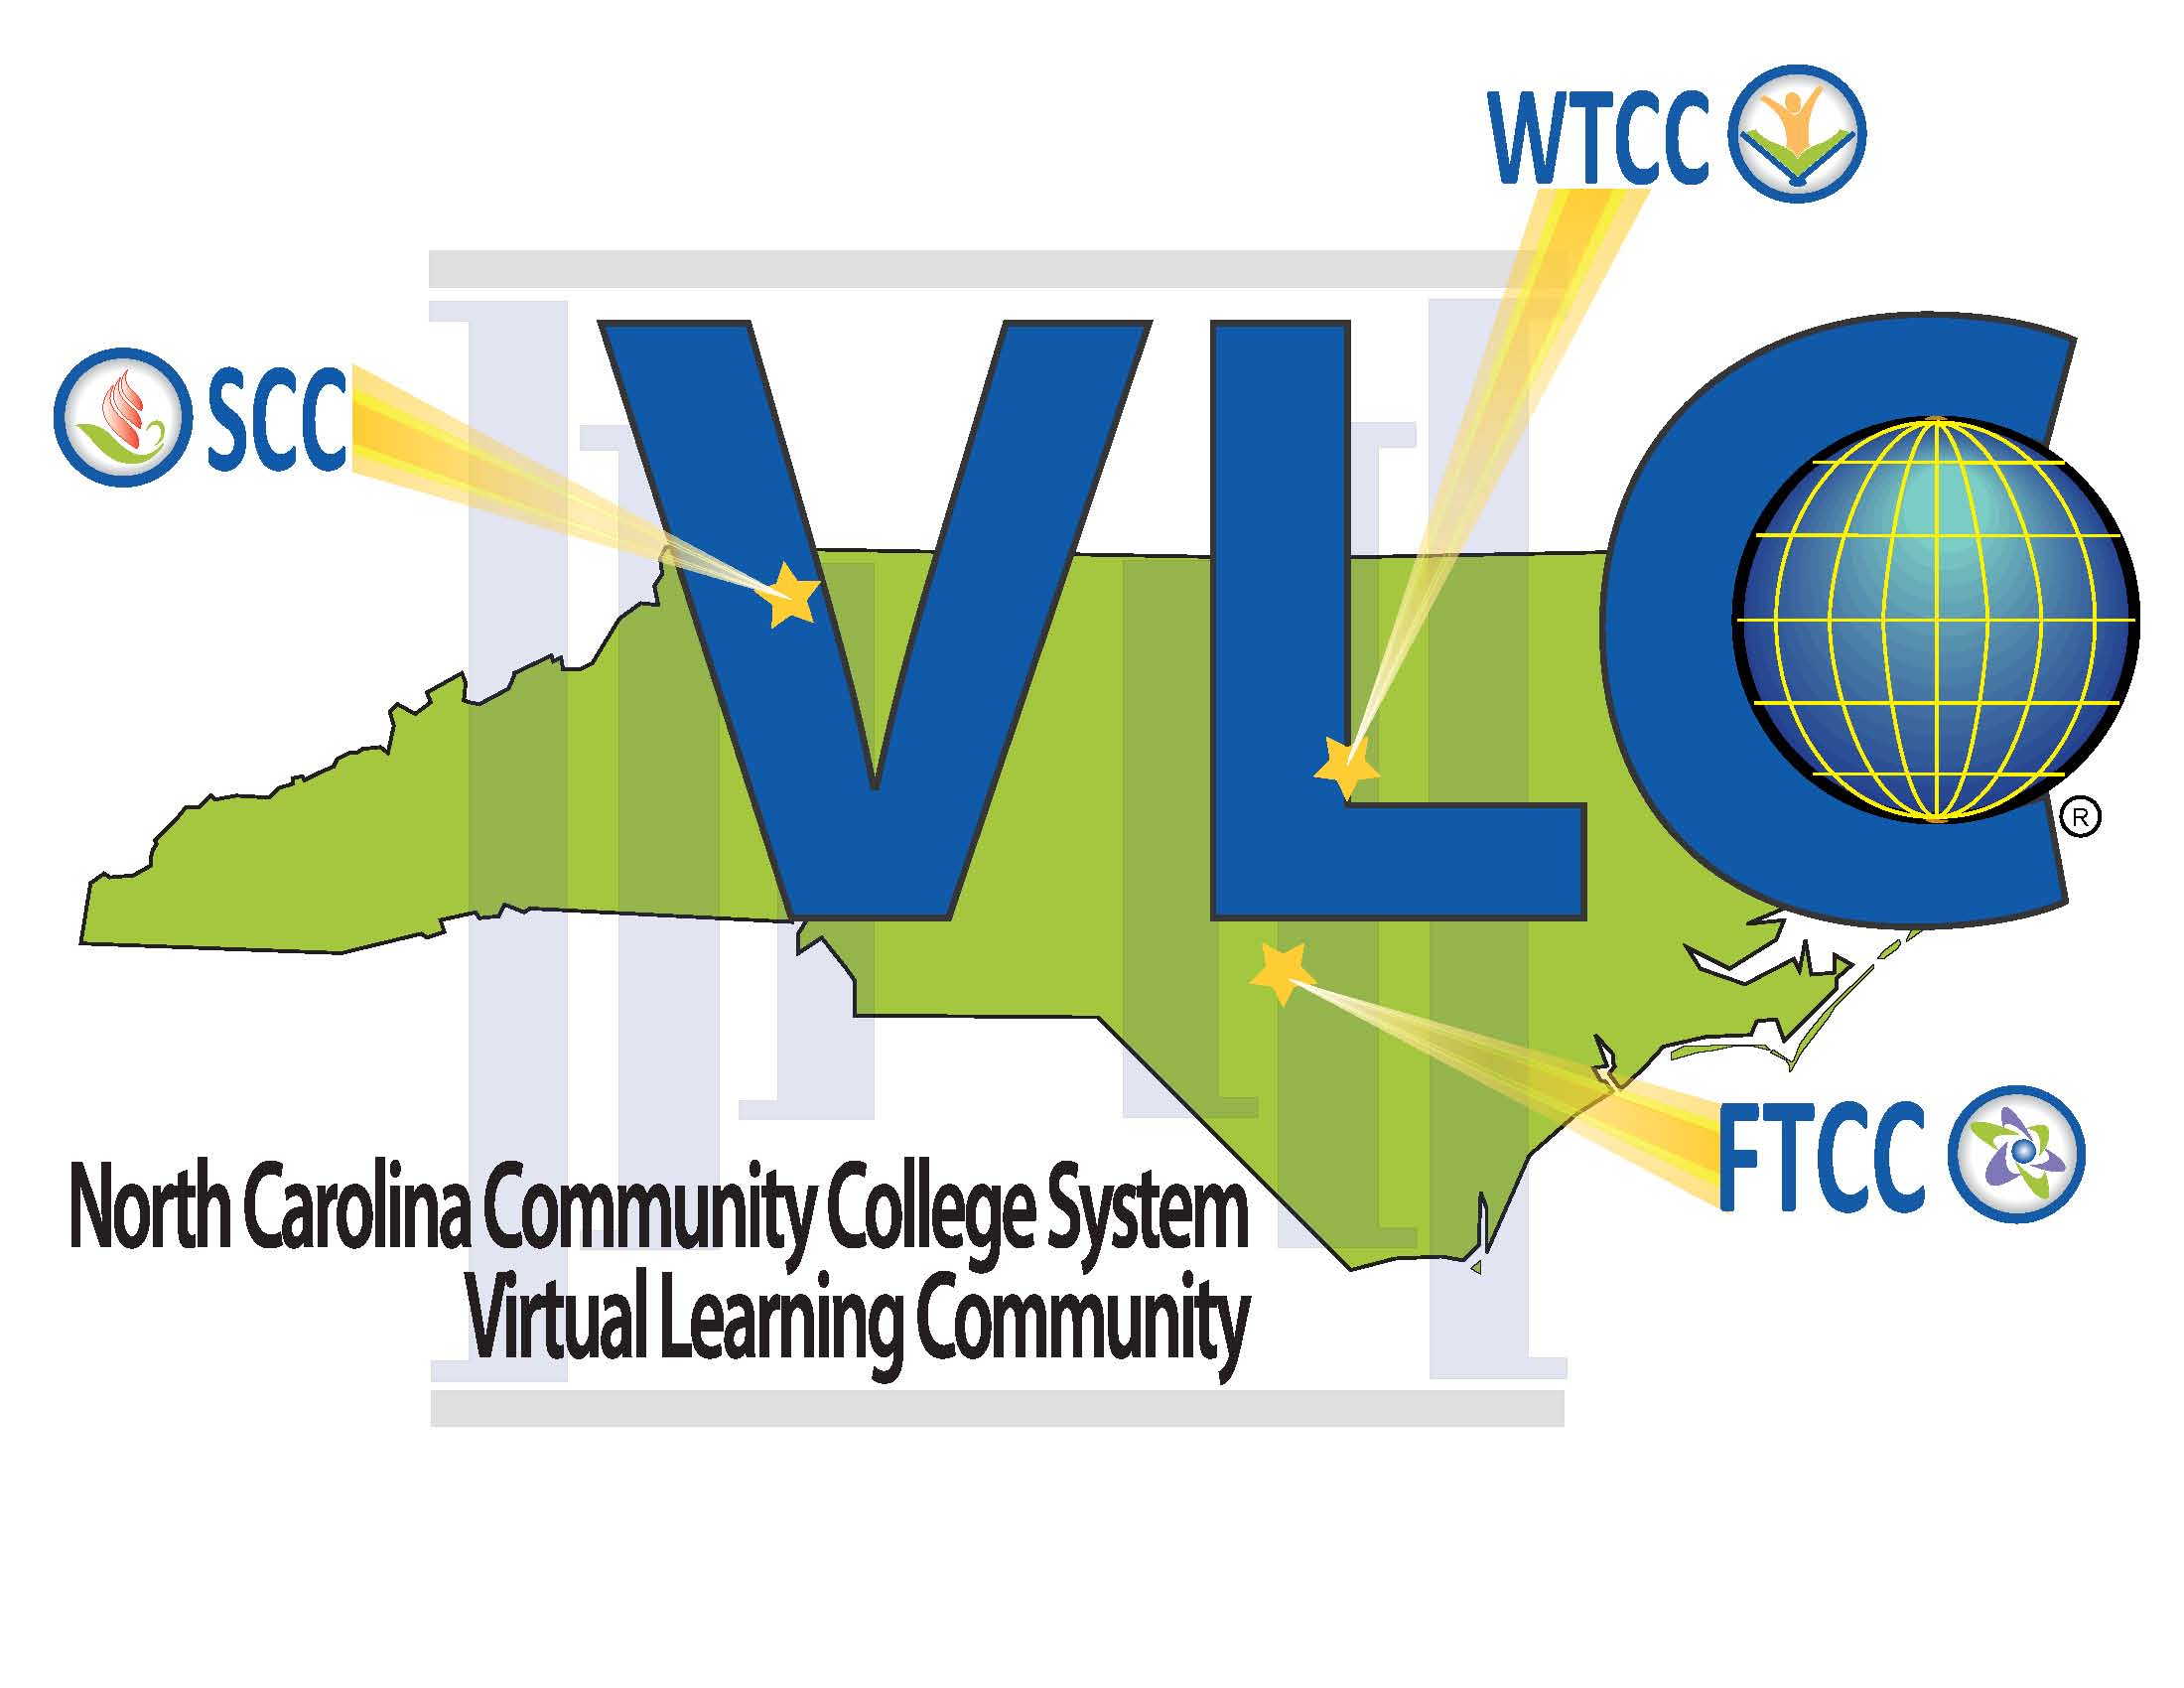 WTCC
SCC
VLC
®
FTCC
North Carolina Community College System
Virtual Learning Community